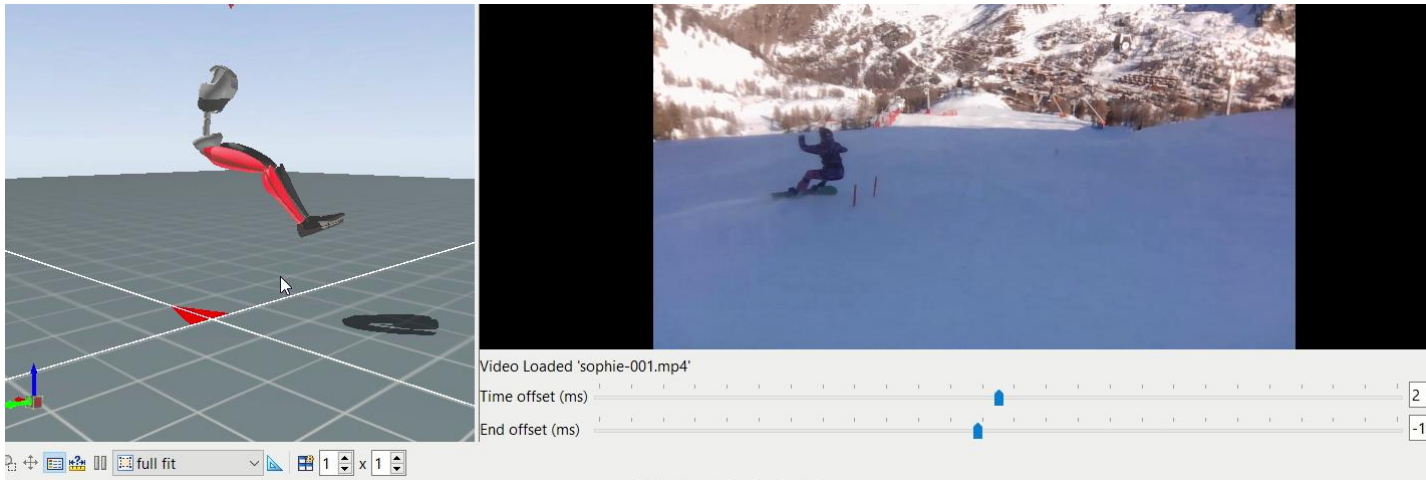 Video Loaded 'sophie-001.mp4'
Time offset (ms)
2
End offset (ms)
-1
full fit
1 x 1